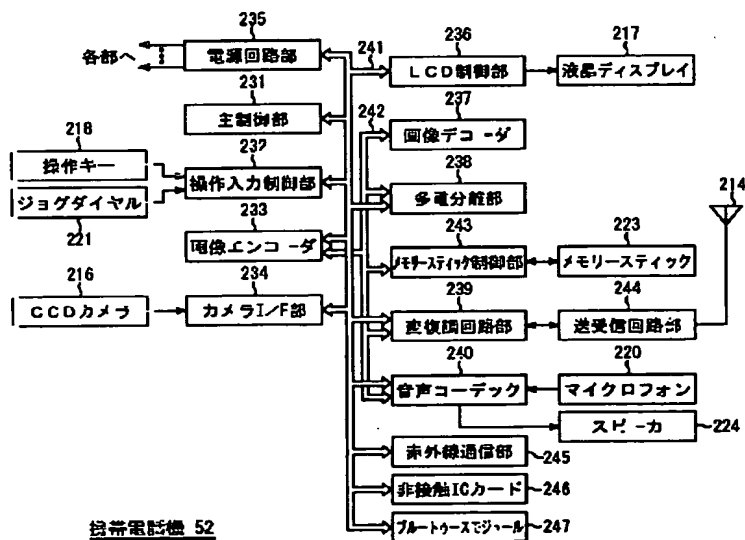 235
各部へ
電源回路部
241
236
LCD制御部
217
液晶ディスプレイ
231
主制御部
242
237
画像デコーダ
218
操作キー
232
操作入力制御部
238
多重分離部
214
ジョグダイヤル
221
233
画像エンコーダ
243
メモリースティック制御部
223
メモリースティック
216
CCDカメラ
234
カメラI/F部
239
変復調回路部
244
送受信回路部
240
音声コーデック
220
マイクロフォン
スピーカ
224
赤外線通信部
245
非接触ICカード
246
携帯電話機 52
ブルートゥースモジュール
247